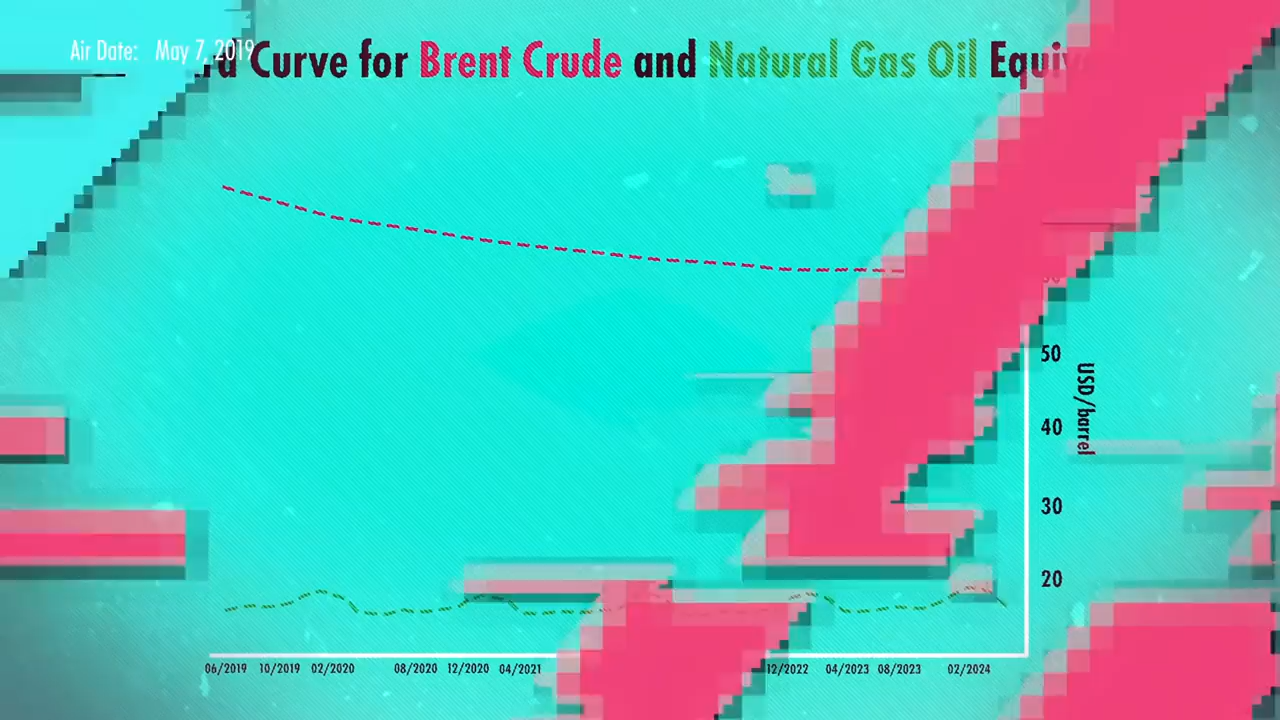 Air Date: May 7, 2019
Curve for Brent Crude and Natural Gas Oil
50
40
30
20
USD/barrel
06/2019 10/2019 02/2020 08/2020 12/2020 04/2021 12/2022 04/2023 08/2023 02/2024